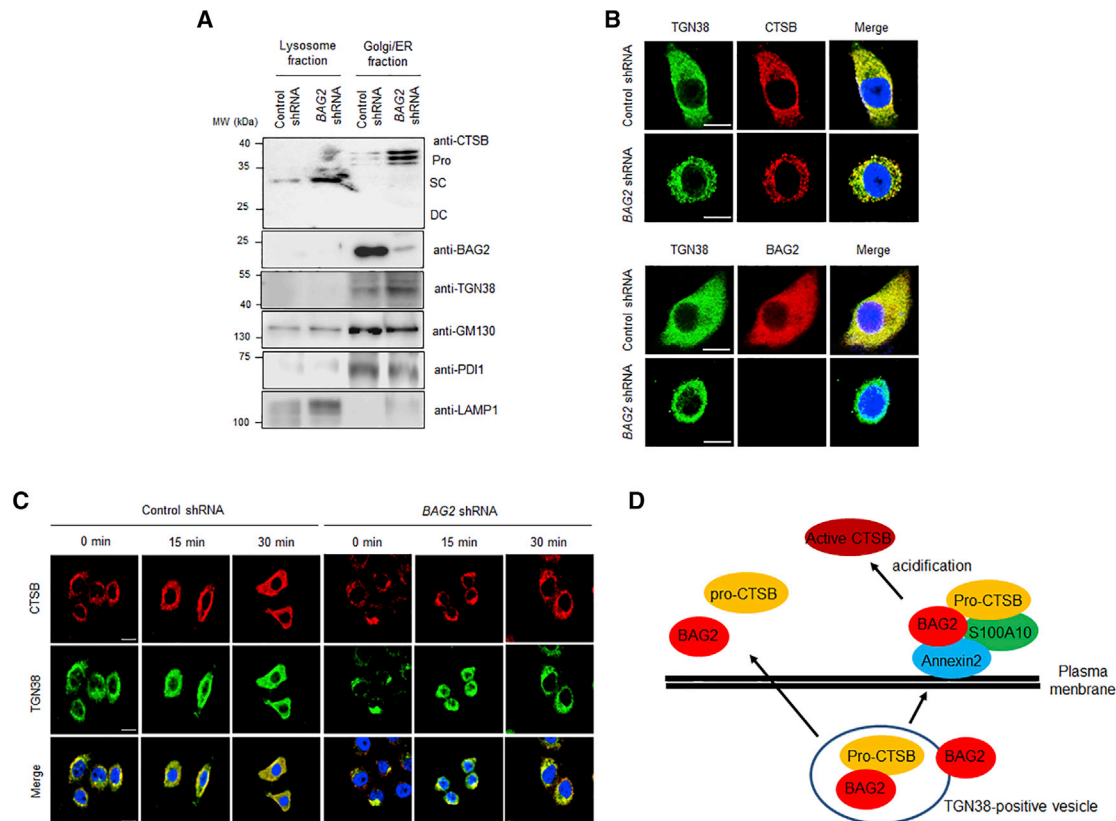 A
Lysosome fraction
Golgi/ER fraction
Control shRNA
BAG2 shRNA
Control shRNA
BAG2 shRNA
MW (kDa)
40
35
25
anti-CTSB
Pro
SC
DC
25
anti-BAG2
55
40
anti-TGN38
130
anti-GM130
75
anti-PDI1
100
anti-LAMP1
B
TGN38 CTSB Merge
Control shRNA
BAG2 shRNA
TGN38 BAG2 Merge
Control shRNA
BAG2 shRNA
C
Control shRNA BAG2 shRNA
0 min 15 min 30 min 0 min 15 min 30 min
CTSB
TGN38
Merge
D
Active CTSB
acidification
pro-CTSB
BAG2
Pro-CTSB
BAG2
S100A10
Annexin2
Plasma
menbrane
Pro-CTSB
BAG2
BAG2
TGN38-positive vesicle